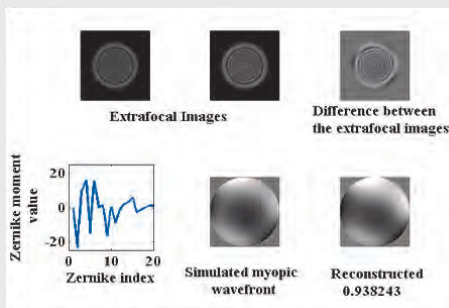 Extrafocal Images
Difference between
the extrafocal images
Zernike moment
value
20
0
-20
0
10
20
Zernike index
Simulated myopic
wavefront
Reconstructed
0.938243